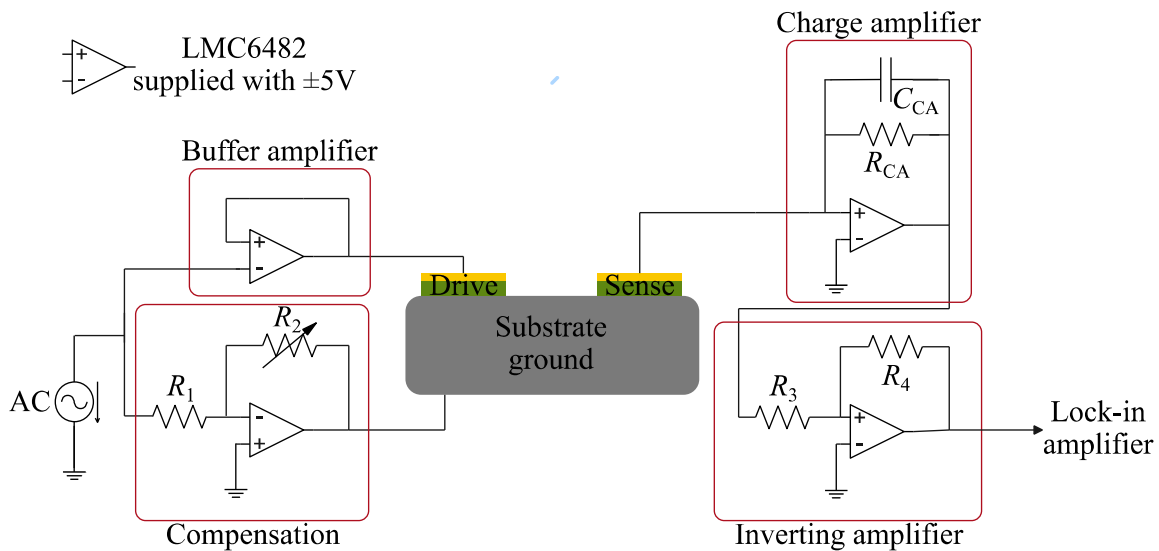 Charge amplifier
LMC6482
supplied with ±5V
+
-
C_CA
R_CA
Buffer amplifier
+
-
+
-
Drive
Sense
R_2
Substrate
ground
R_1
R_3
R_4
AC
-
+
+
-
Lock-in
amplifier
Compensation
Inverting amplifier